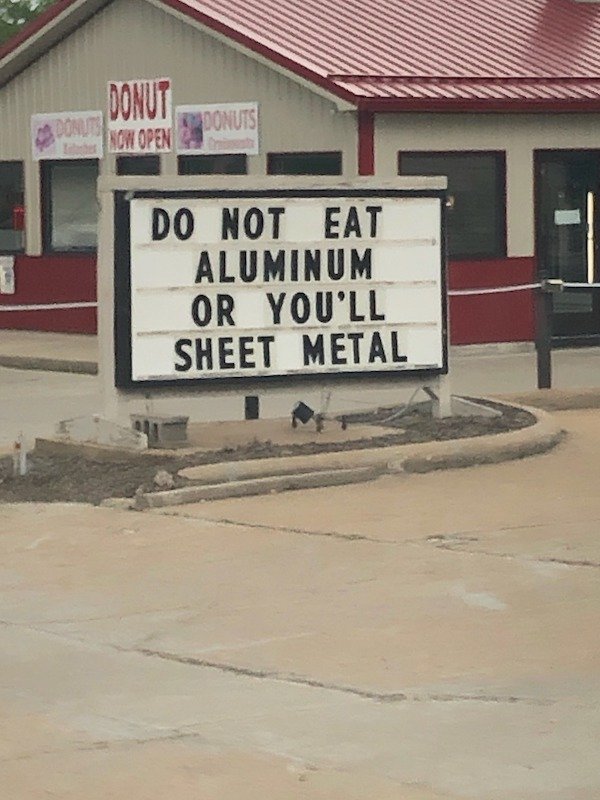 DONUT
NOW OPEN
DONUTS
DONUTS
DO NOT EAT
ALUMINUM
OR YOU'LL
SHEET METAL